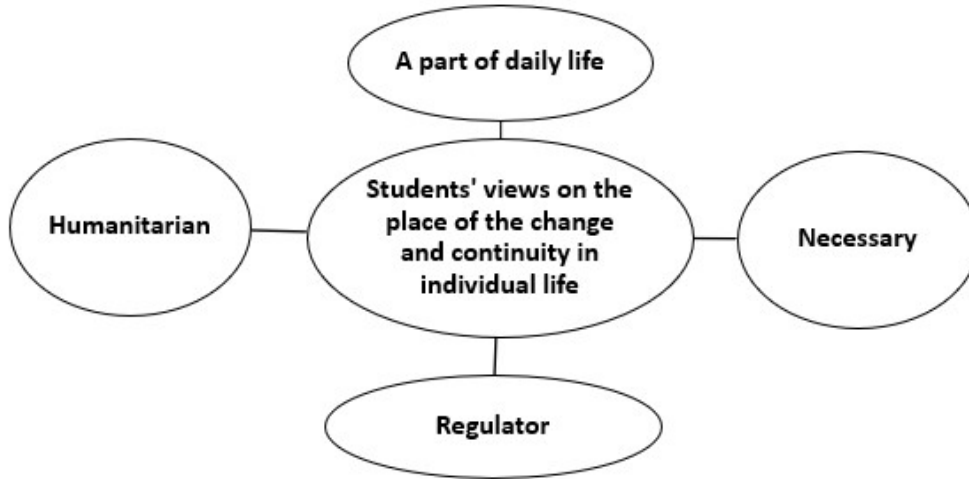 A part of daily life
Humanitarian
Students' views on the
place of the change
and continuity in
individual life
Necessary
Regulator